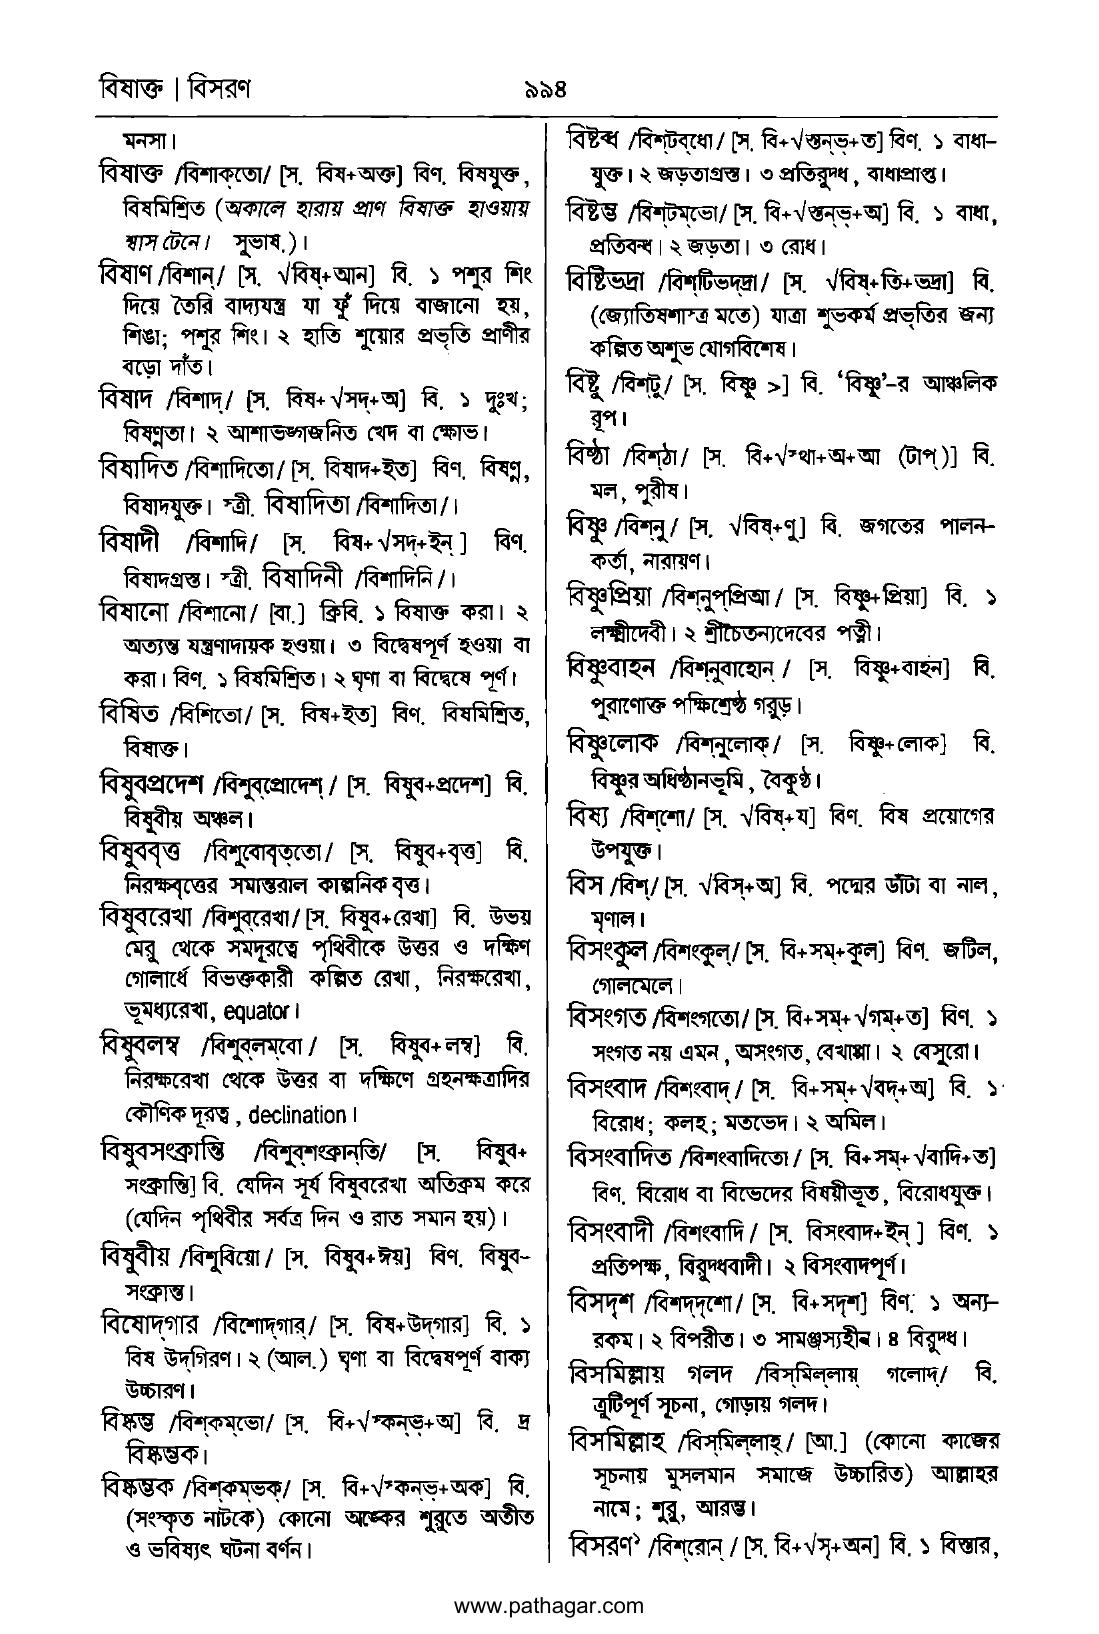 বিষাক্ত | বিসরণ
৯৯৪
মনসা।
বিষাক্ত /বিশাক্‌তো/ [স. বিষ+অক্ত] বিণ. বিষযুক্ত,
বিষমিশ্রিত (অকালে হারায় প্রাণ বিষাক্ত হাওয়ায়
শ্বাস টেনে। সুভাষ.)।
বিষাণ /বিশান্‌/ [স. √বিষ্‌+আন] বি. ১ পশুর শিং
দিয়ে তৈরি বাদ্যযন্ত্র যা ফুঁ দিয়ে বাজানো হয়,
শিঙা; পশুর শিং। ২ হাতি শুয়োর প্রভৃতি প্রাণীর
বড়ো দাঁত।
বিষাদ /বিশাদ্‌/ [স. বিষ+√সদ্‌+অ] বি. ১ দুঃখ;
বিষণ্নতা। ২ আশাভঙ্গজনিত খেদ বা ক্ষোভ।
বিষাদিত /বিশাদিতো/ [স. বিষাদ+ইত] বিণ. বিষণ্ন,
বিষাদযুক্ত। স্ত্রী. বিষাদিতা /বিশাদিতা/।
বিষাদী /বিশাদি/ [স. বিষ+√সদ্‌+ইন্‌] বিণ.
বিষাদগ্রস্ত। স্ত্রী. বিষাদিনী /বিশাদিনি/।
বিষানো /বিশানো/ [বা.] ক্রিবি. ১ বিষাক্ত করা। ২
অত্যন্ত যন্ত্রণাদায়ক হওয়া। ৩ বিদ্বেষপূর্ণ হওয়া বা
করা। বিণ. ১ বিষমিশ্রিত। ২ ঘৃণা বা বিদ্বেষে পূর্ণ।
বিষিত /বিশিতো/ [স. বিষ+ইত] বিণ. বিষমিশ্রিত,
বিষাক্ত।
বিষুবপ্রদেশ /বিশুব্‌প্রোদেশ্‌/ [স. বিষুব+প্রদেশ] বি.
বিষুবীয় অঞ্চল।
বিষুববৃত্ত /বিশুবোবৃত্‌তো/ [স. বিষুব+বৃত্ত] বি.
নিরক্ষবৃত্তের সমান্তরাল কাল্পনিক বৃত্ত।
বিষুবরেখা /বিশুব্‌রেখা/ [স. বিষুব+রেখা] বি. উভয়
মেরু থেকে সমদূরত্বে পৃথিবীকে উত্তর ও দক্ষিণ
গোলার্ধে বিভক্তকারী কল্পিত রেখা, নিরক্ষরেখা,
ভূমধ্যরেখা, equator।
বিষুবলম্ব /বিশুব্‌লম্‌বো/ [স. বিষুব+লম্ব] বি.
নিরক্ষরেখা থেকে উত্তর বা দক্ষিণে গ্রহনক্ষত্রাদির
কৌণিক দূরত্ব, declination।
বিষুবসংক্রান্তি /বিশুব্‌শংক্রান্‌তি/ [স. বিষুব+
সংক্রান্তি] বি. যেদিন সূর্য বিষুবরেখা অতিক্রম করে
(যেদিন পৃথিবীর সর্বত্র দিন ও রাত সমান হয়)।
বিষুবীয় /বিশুবিয়ো/ [স. বিষুব+ঈয়] বিণ. বিষুব-
সংক্রান্ত।
বিষোদ্‌গার /বিশোদ্‌গার্‌/ [স. বিষ+উদ্‌গার] বি. ১
বিষ উদ্‌গিরণ। ২ (আল.) ঘৃণা বা বিদ্বেষপূর্ণ বাক্য
উচ্চারণ।
বিষ্কম্ভ /বিশ্‌কম্‌ভো/ [স. বি+√স্কন্‌ভ্‌+অ] বি. দ্র
বিষ্কম্ভক।
বিষ্কম্ভক /বিশ্‌কম্‌ভক্‌/ [স. বি+√স্কন্‌ভ্‌+অক] বি.
(সংস্কৃত নাটকে) কোনো অঙ্কের শুরুতে অতীত
ও ভবিষ্যৎ ঘটনা বর্ণন।
বিষ্টব্ধ /বিশ্‌টব্‌ধো/ [স. বি+√স্তন্‌ভ্‌+ত] বিণ. ১ বাধা-
যুক্ত। ২ জড়তাগ্রস্ত। ৩ প্রতিরুদ্ধ, বাধাপ্রাপ্ত।
বিষ্টম্ভ /বিশ্‌টম্‌ভো/ [স. বি+√স্তন্‌ভ্‌+অ] বি. ১ বাধা,
প্রতিবন্ধ। ২ জড়তা। ৩ রোধ।
বিষ্টিভদ্রা /বিশ্‌টিভদ্‌দ্রা/ [স. √বিষ্‌+তি+ভদ্রা] বি.
(জ্যোতিষশাস্ত্র মতে) যাত্রা শুভকর্ম প্রভৃতির জন্য
কল্পিত অশুভ যোগবিশেষ।
বিষ্টু /বিশ্‌টু/ [স. বিষ্ণু >] বি. ‘বিষ্ণু’-র আঞ্চলিক
রূপ।
বিষ্ঠা /বিশ্‌ঠা/ [স. বি+√স্থা+অ+আ (টাপ্‌)] বি.
মল, পুরীষ।
বিষ্ণু /বিশ্‌নু/ [স. √বিষ্‌+ণু] বি. জগতের পালন-
কর্তা, নারায়ণ।
বিষ্ণুপ্রিয়া /বিশ্‌নুপ্‌প্রিআ/ [স. বিষ্ণু+প্রিয়া] বি. ১
লক্ষ্মীদেবী। ২ শ্রীচৈতন্যদেবের পত্নী।
বিষ্ণুবাহন /বিশ্‌নুবাহোন্‌/ [স. বিষ্ণু+বাহন] বি.
পুরাণোক্ত পক্ষিশ্রেষ্ঠ গরুড়।
বিষ্ণুলোক /বিশ্‌নুলোক্‌/ [স. বিষ্ণু+লোক] বি.
বিষ্ণুর অধিষ্ঠানভূমি, বৈকুণ্ঠ।
বিষ্য /বিশ্‌শো/ [স. √বিষ্‌+য] বিণ. বিষ প্রয়োগের
উপযুক্ত।
বিস /বিশ্‌/ [স. √বিস্‌+অ] বি. পদ্মের ডাঁটা বা নাল,
মৃণাল।
বিসংকুল /বিশংকুল্‌/ [স. বি+সম্‌+কুল] বিণ. জটিল,
গোলমেলে।
বিসংগত /বিশংগতো/ [স. বি+সম্‌+√গম্‌+ত] বিণ. ১
সংগত নয় এমন, অসংগত, বেখাপ্পা। ২ বেসুরো।
বিসংবাদ /বিশংবাদ্‌/ [স. বি+সম্‌+√বদ্‌+অ] বি. ১
বিরোধ; কলহ; মতভেদ। ২ অমিল।
বিসংবাদিত /বিশংবাদিতো/ [স. বি+সম্‌+√বাদি+ত]
বিণ. বিরোধ বা বিভেদের বিষয়ীভূত, বিরোধযুক্ত।
বিসংবাদী /বিশংবাদি/ [স. বিসংবাদ+ইন্‌] বিণ. ১
প্রতিপক্ষ, বিরুদ্ধবাদী। ২ বিসংবাদপূর্ণ।
বিসদৃশ /বিশদ্‌দৃশো/ [স. বি+সদৃশ] বিণ. ১ অন্য-
রকম। ২ বিপরীত। ৩ সামঞ্জস্যহীন। ৪ বিরুদ্ধ।
বিসমিল্লায় গলদ /বিস্‌মিল্‌লায়্‌ গলোদ্‌/ বি.
ত্রুটিপূর্ণ সূচনা, গোড়ায় গলদ।
বিসমিল্লাহ /বিস্‌মিল্‌লাহ্‌/ [আ.] (কোনো কাজের
সূচনায় মুসলমান সমাজে উচ্চারিত) আল্লাহর
নামে; শুরু, আরম্ভ।
বিসরণ১ /বিশ্‌রোন্‌/ [স. বি+√সৃ+অন] বি. ১ বিস্তার,
www.pathagar.com